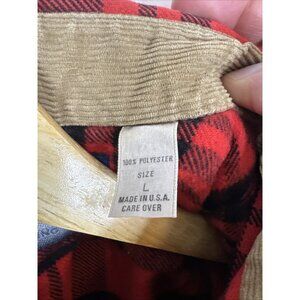 100% POLYESTER
SIZE
L
MADE IN U.S.A.
CARE OVER